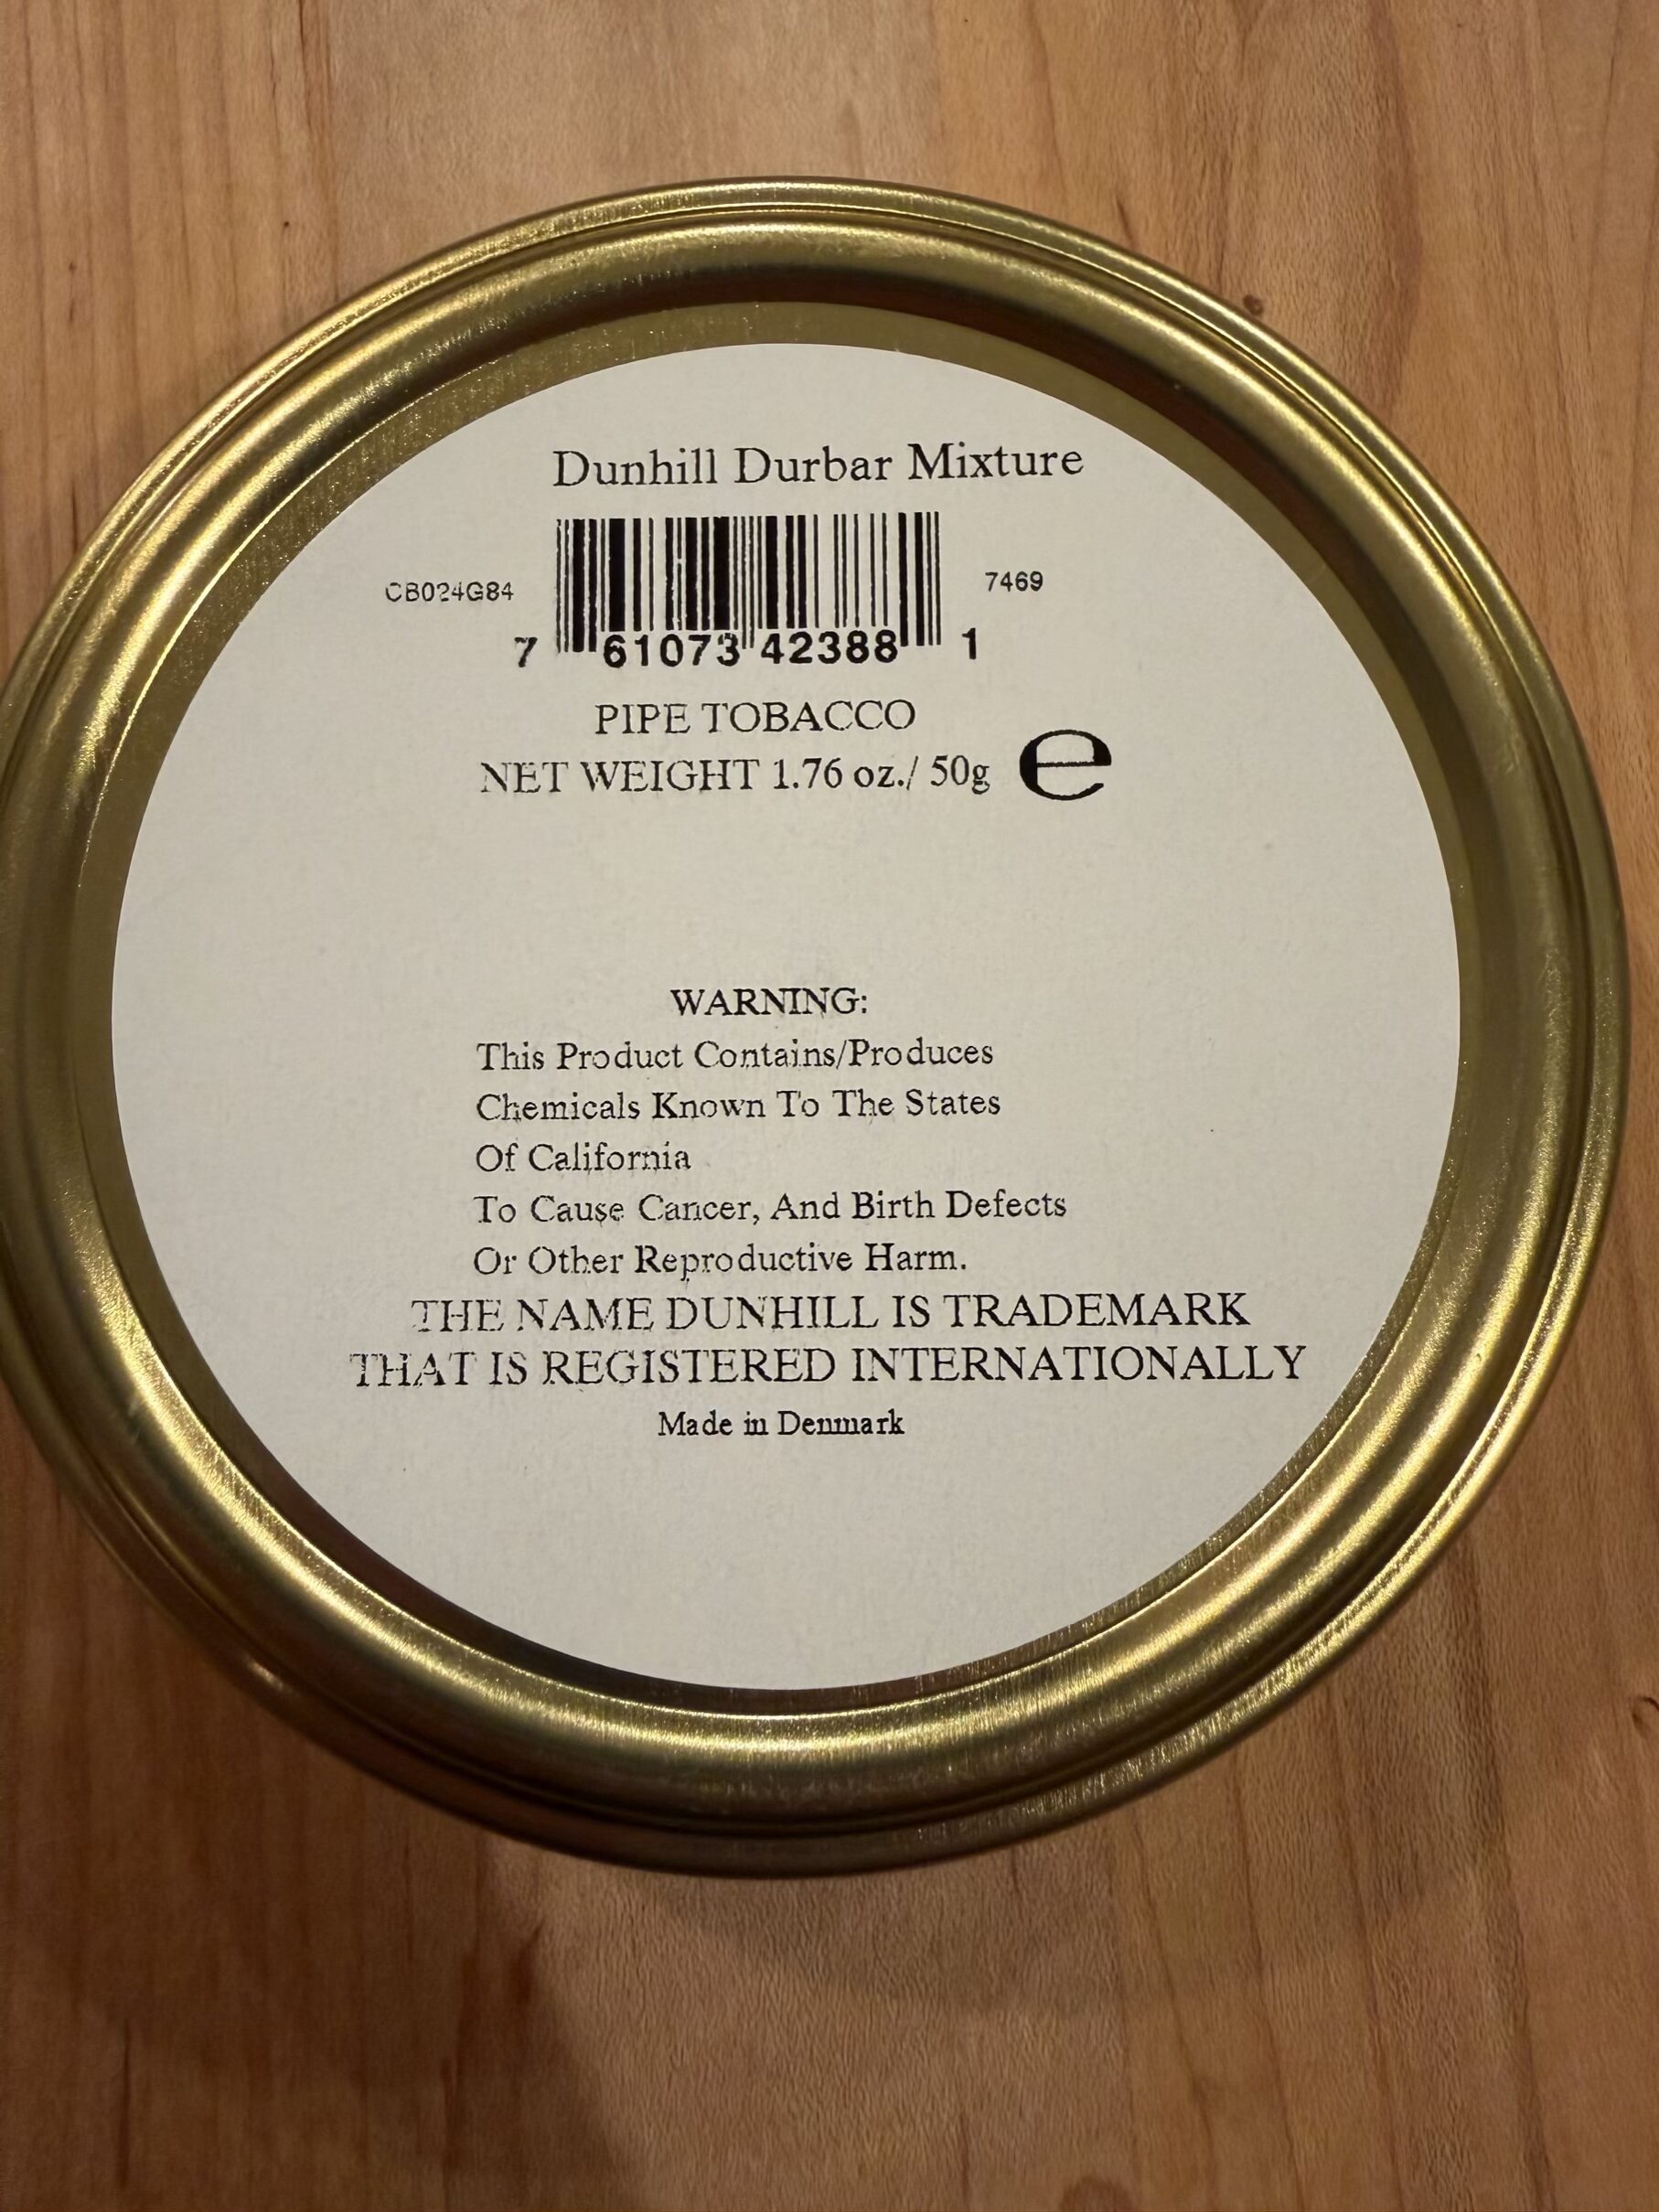 Dunhill Durbar Mixture
CB024G84
7469
7 61073 42388 1
PIPE TOBACCO
NET WEIGHT 1.76 oz./ 50g e
WARNING:
This Product Contains/Produces
Chemicals Known To The States
Of California
To Cause Cancer, And Birth Defects
Or Other Reproductive Harm.
THE NAME DUNHILL IS TRADEMARK
THAT IS REGISTERED INTERNATIONALLY
Made in Denmark